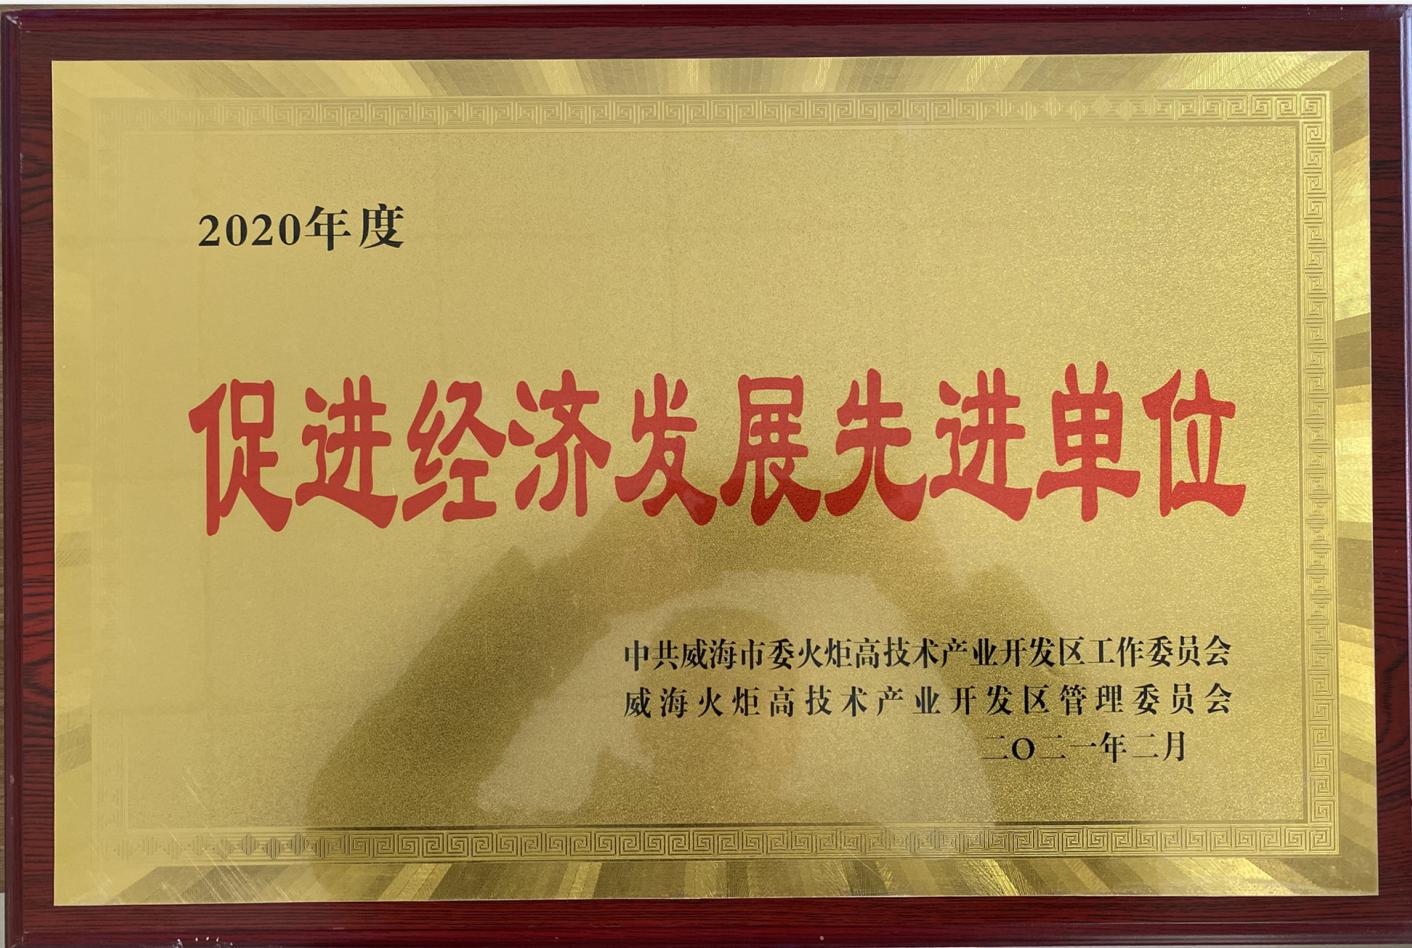 2020年度
促进经济发展先进单位
中共威海市委火炬高技术产业开发区工作委员会
威海火炬高技术产业开发区管理委员会
二〇二一年二月